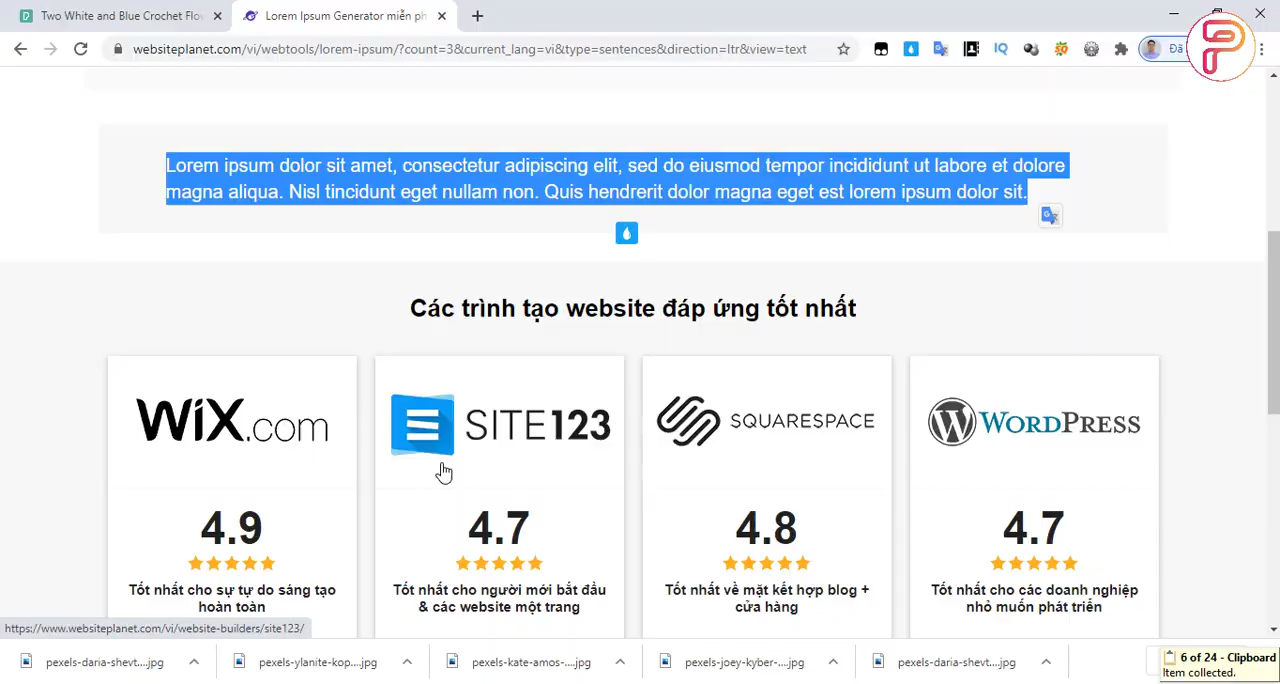 Two White and Blue Crochet Flo
Lorem Ipsum Generator miễn ph
websiteplanet.com/vi/webtools/lorem-ipsum/?count=3&current_lang=vi&type=sentences&direction=ltr&view=text
IQ
Đã
Lorem ipsum dolor sit amet, consectetur adipiscing elit, sed do eiusmod tempor incididunt ut labore et dolore
magna aliqua. Nisl tincidunt eget nullam non. Quis hendrerit dolor magna eget est lorem ipsum dolor sit.
Các trình tạo website đáp ứng tốt nhất
WiX.com
SITE123
SQUARESPACE
WORDPRESS
4.9
4.7
4.8
4.7
Tốt nhất cho sự tự do sáng tạo
hoàn toàn
Tốt nhất cho người mới bắt đầu
& các website một trang
Tốt nhất về mặt kết hợp blog +
cửa hàng
Tốt nhất cho các doanh nghiệp
nhỏ muốn phát triển
https://www.websiteplanet.com/vi/website-builders/site123/
pexels-daria-shevt....jpg
pexels-ylanite-kop....jpg
pexels-kate-amos-....jpg
pexels-joey-kyber-....jpg
pexels-daria-shevt....jpg
6 of 24 - Clipboard
Item collected.